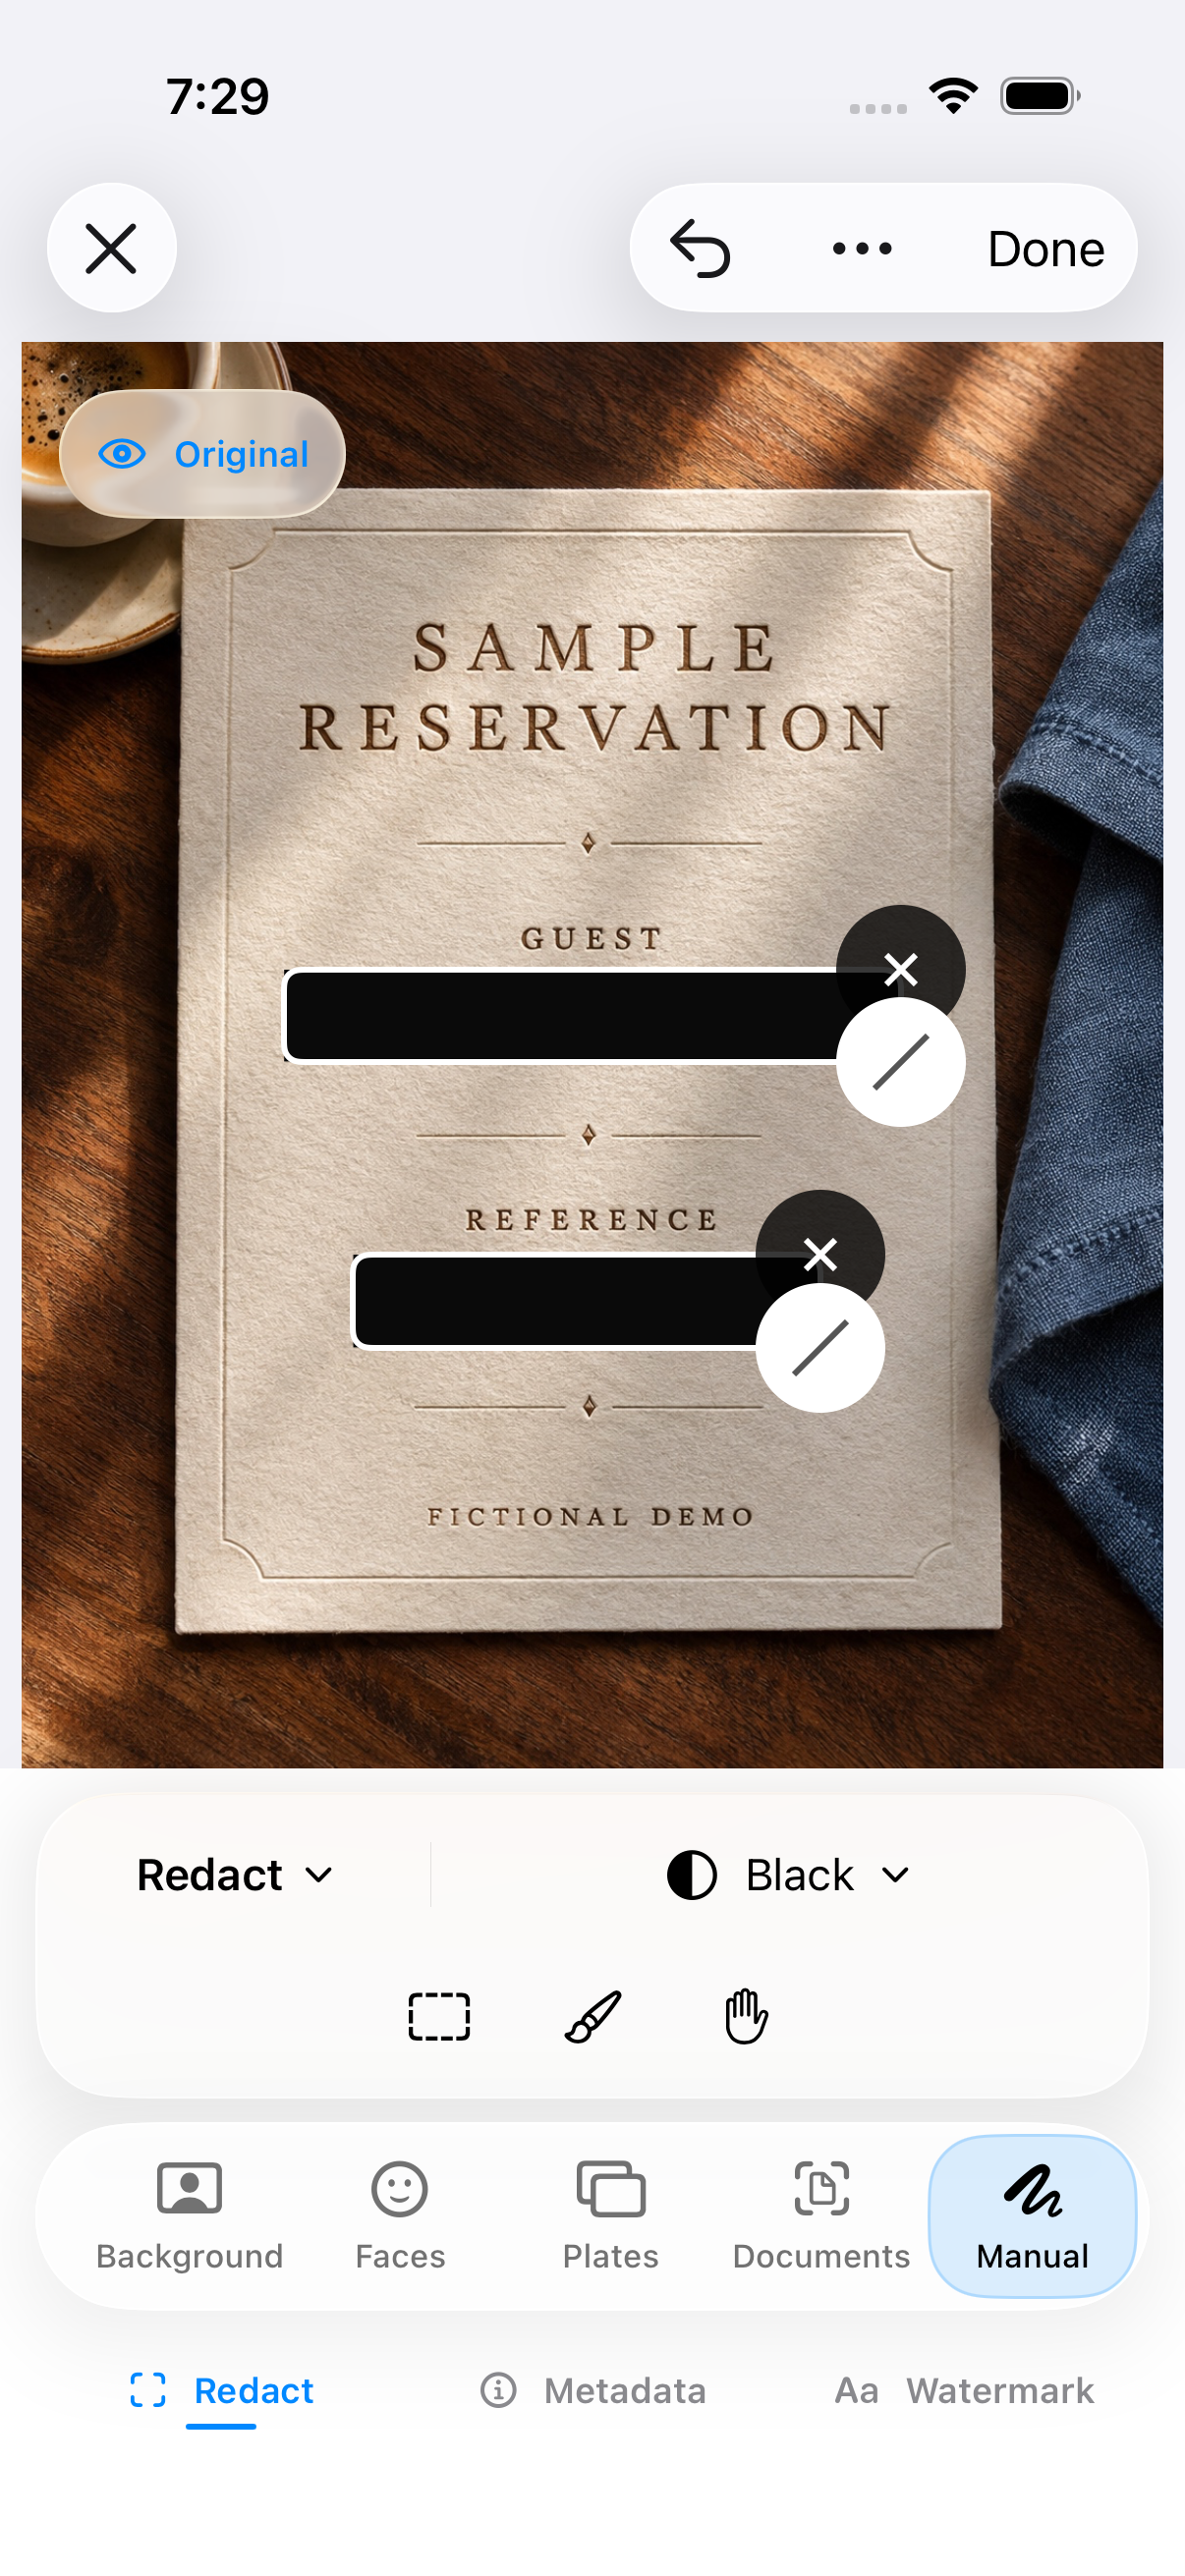 7:29
Done
Original
SAMPLE
RESERVATION
GUEST
REFERENCE
FICTIONAL DEMO
Redact
Black
Background
Faces
Plates
Documents
Manual
Redact
Metadata
Aa Watermark